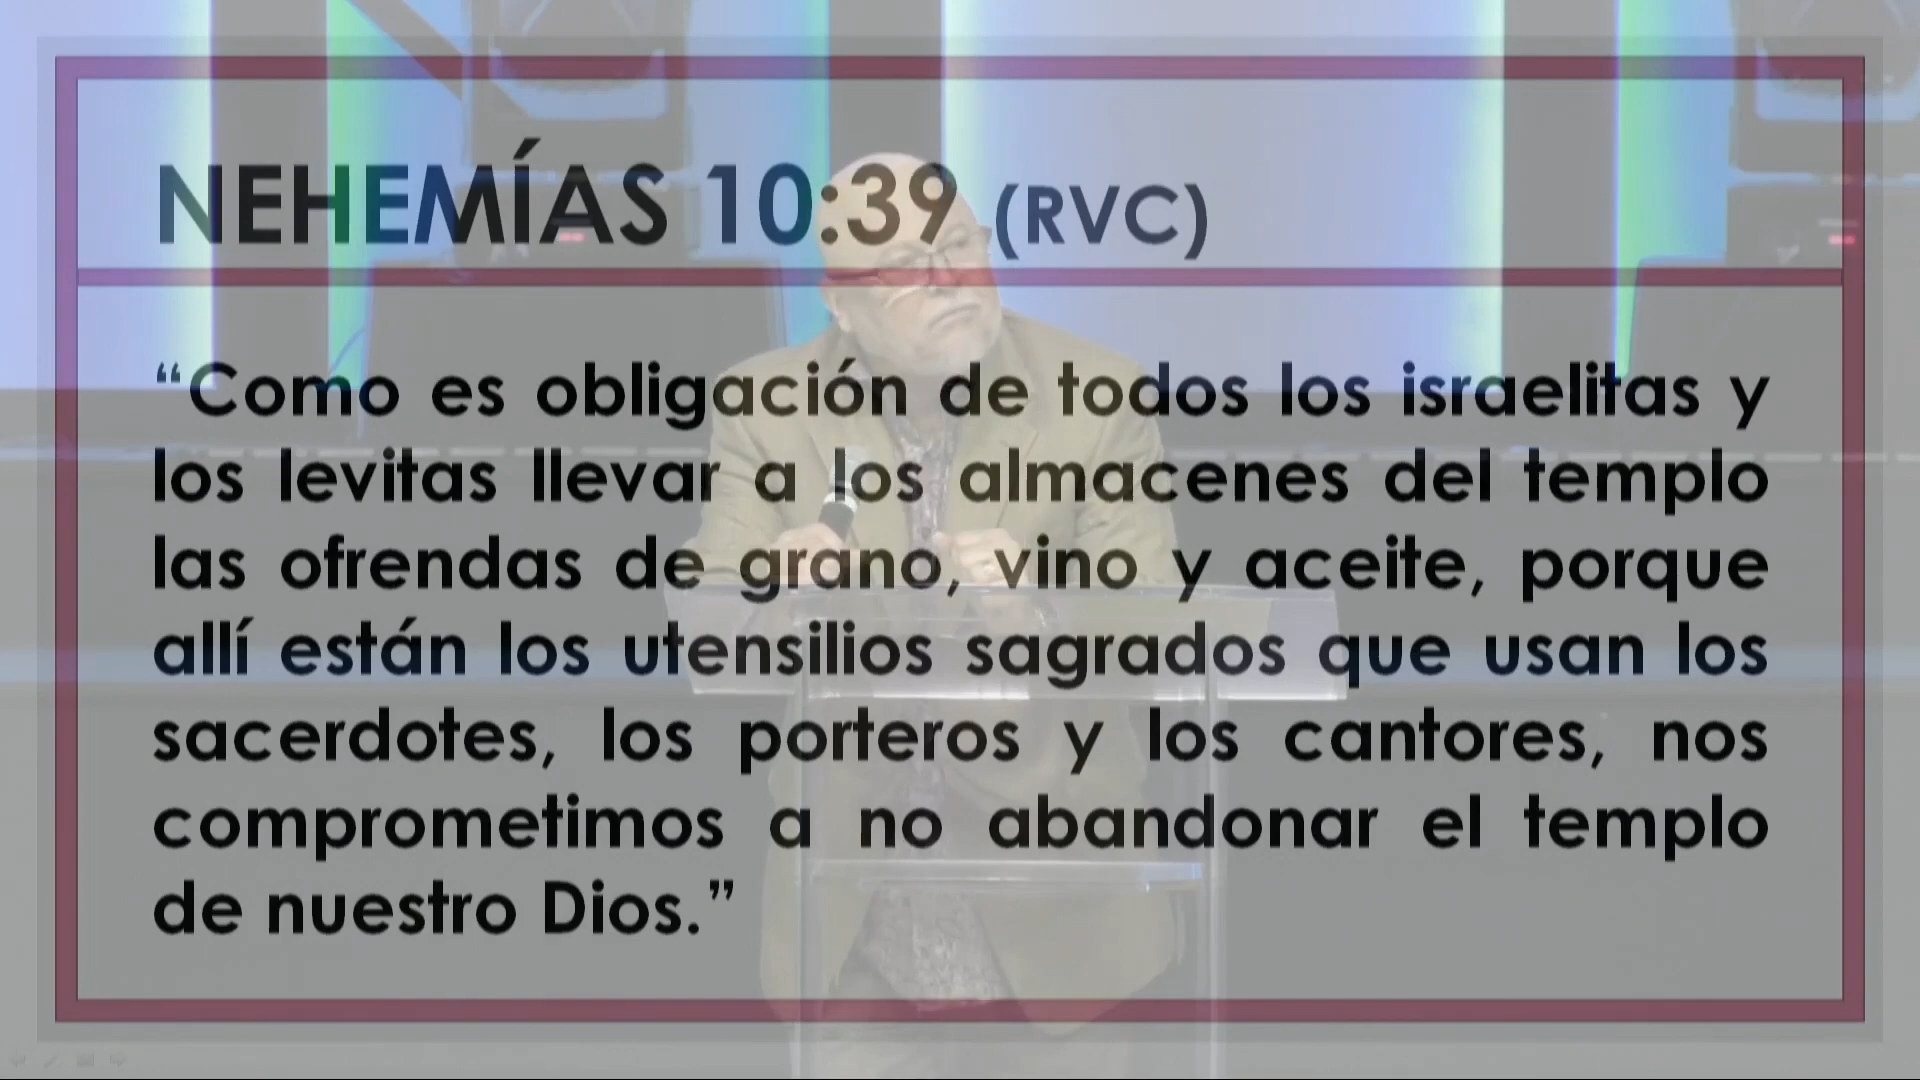 NEHEMÍAS 10:39 (RVC)
“Como es obligación de todos los israelitas y
los levitas llevar a los almacenes del templo
las ofrendas de grano, vino y aceite, porque
allí están los utensilios sagrados que usan los
sacerdotes, los porteros y los cantores, nos
comprometimos a no abandonar el templo
de nuestro Dios.”